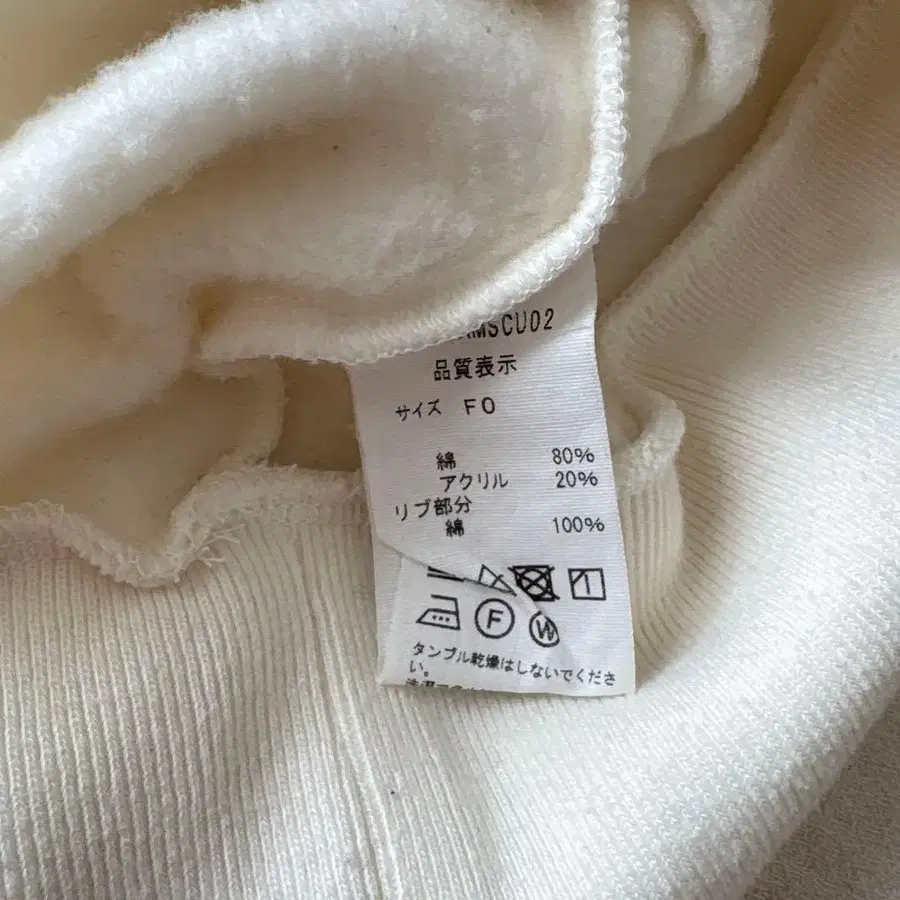 MSCU02
品質表示
サイズ F0
綿 80%
アクリル 20%
リブ部分
綿 100%
F W
タンブル乾燥はしないでくださ
い。